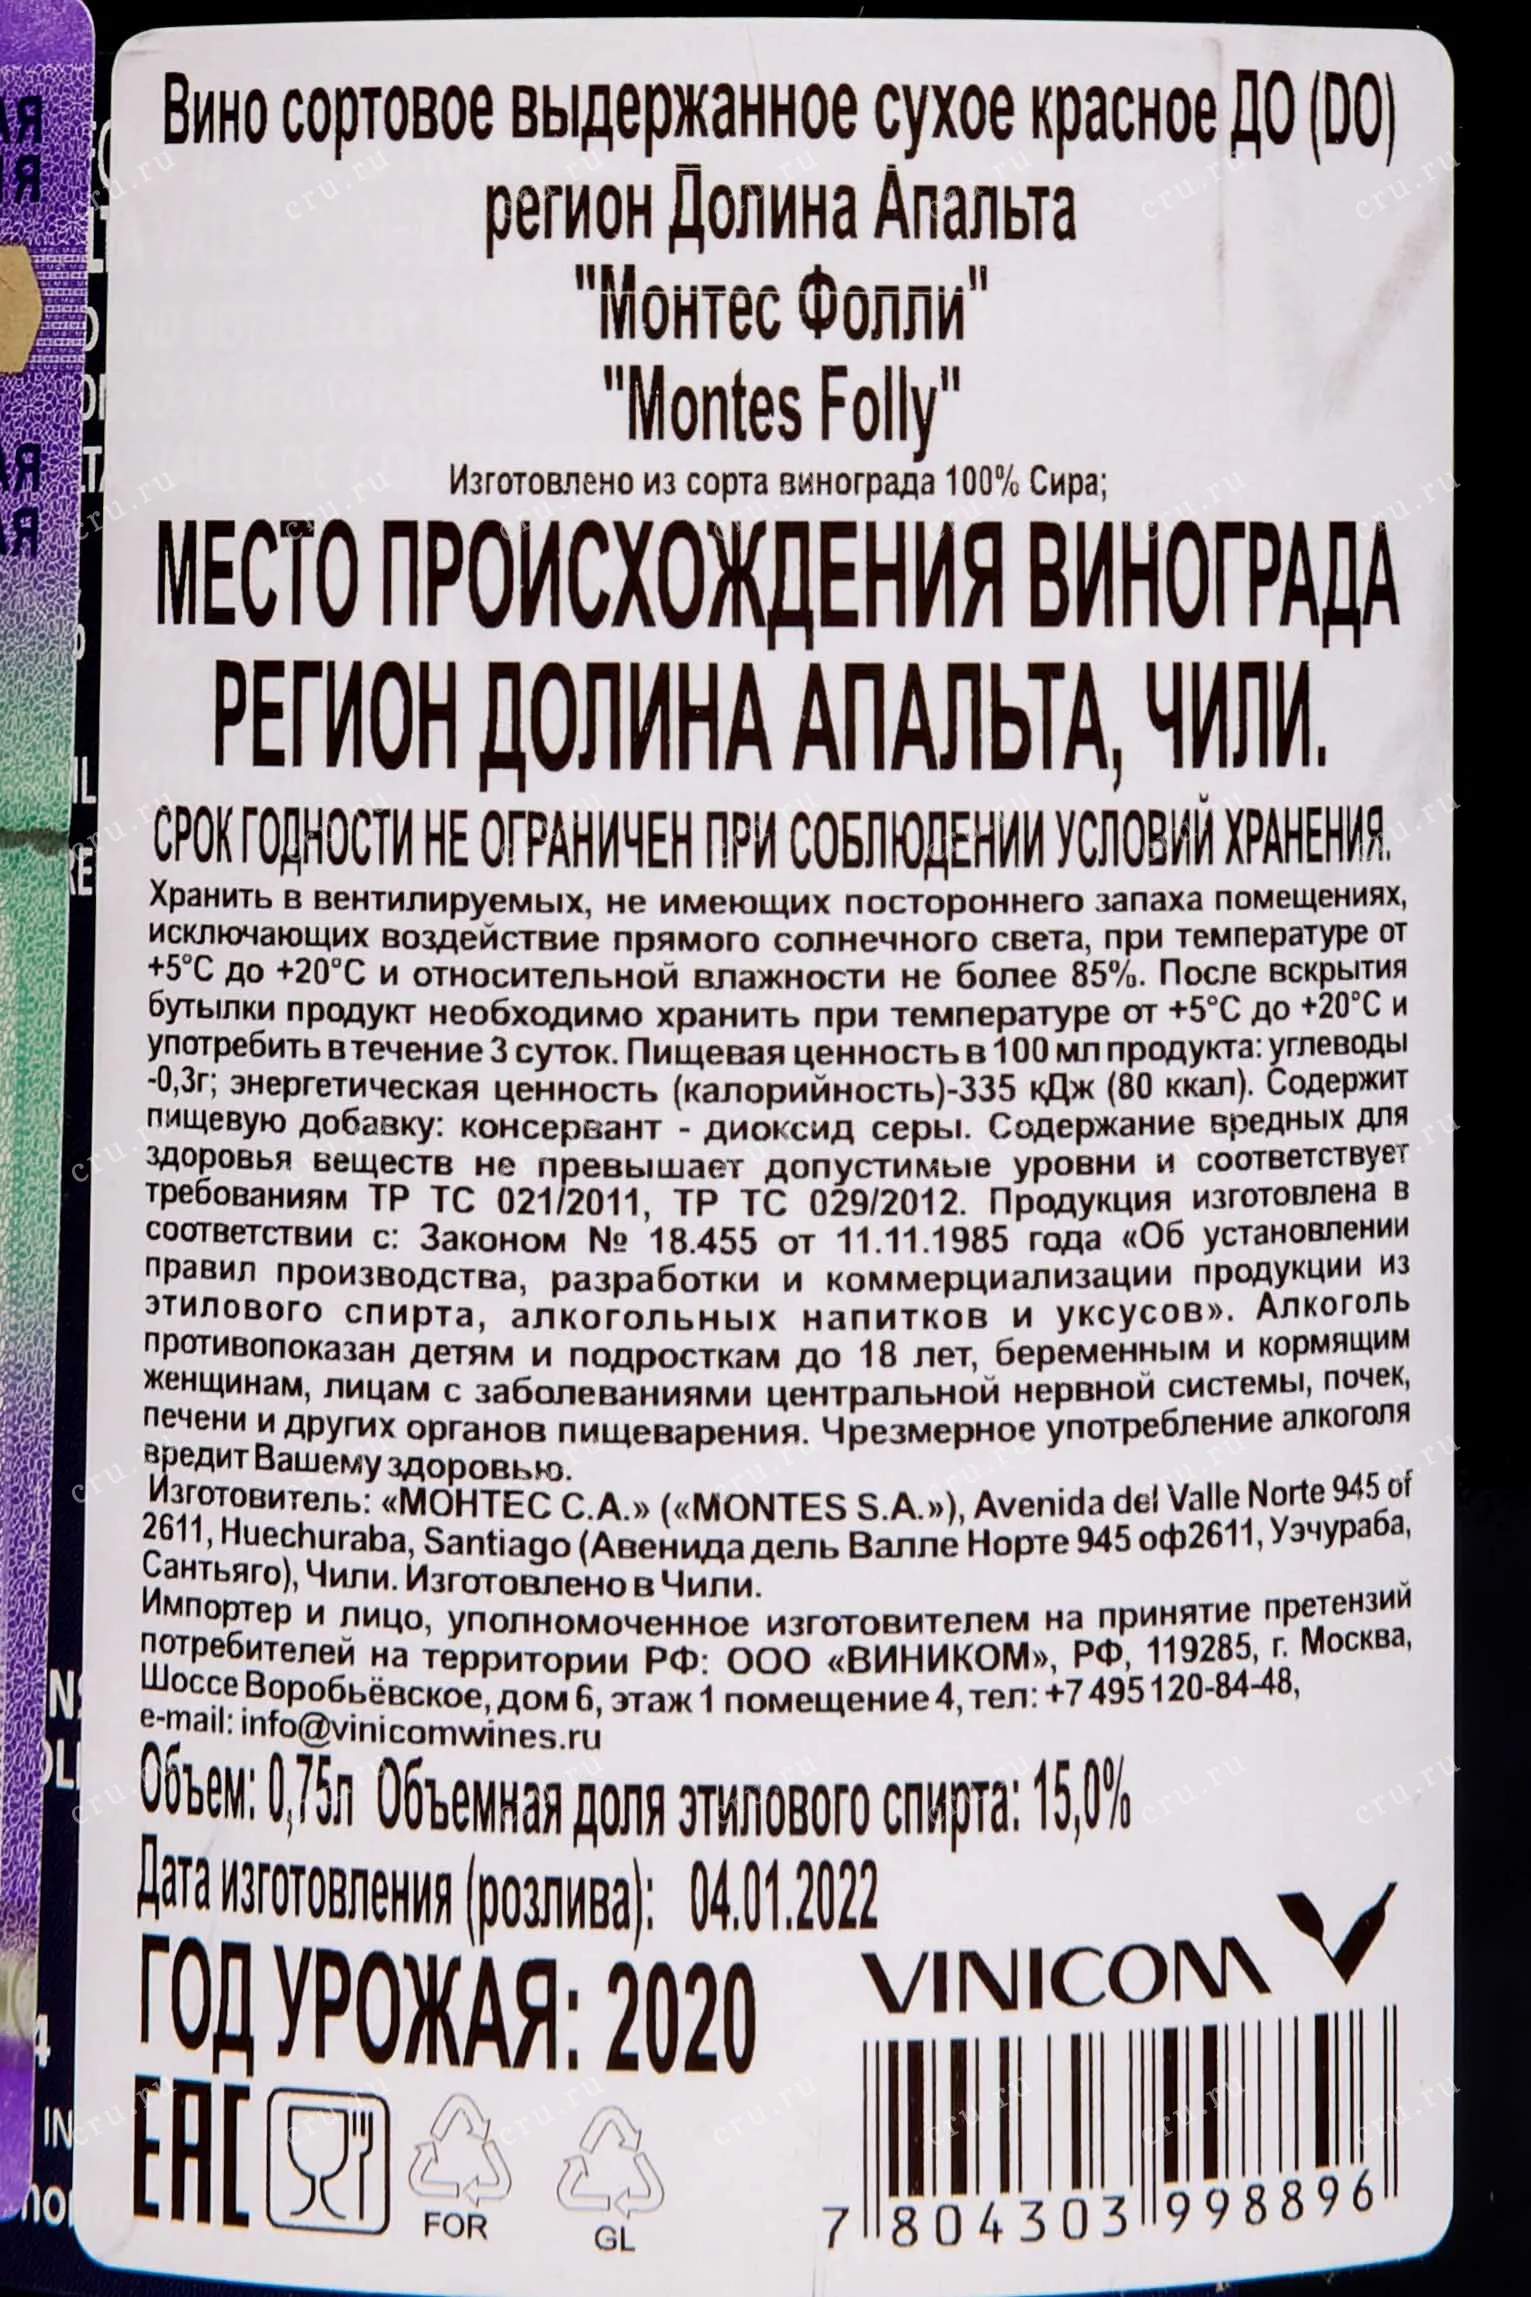 Вино сортовое выдержанное сухое красное ДО (DO)
регион Долина Апальта
"Монтес Фолли"
"Montes Folly"
Изготовлено из сорта винограда 100% Сира;
МЕСТО ПРОИСХОЖДЕНИЯ ВИНОГРАДА
РЕГИОН ДОЛИНА АПАЛЬТА, ЧИЛИ.
СРОК ГОДНОСТИ НЕ ОГРАНИЧЕН ПРИ СОБЛЮДЕНИИ УСЛОВИЙ ХРАНЕНИЯ.
Хранить в вентилируемых, не имеющих постороннего запаха помещениях,
исключающих воздействие прямого солнечного света, при температуре от
+5°С до +20°С и относительной влажности не более 85%. После вскрытия
бутылки продукт необходимо хранить при температуре от +5°С до +20°С и
употребить в течение 3 суток. Пищевая ценность в 100 мл продукта: углеводы
-0,3г; энергетическая ценность (калорийность)-335 кДж (80 ккал). Содержит
пищевую добавку: консервант - диоксид серы. Содержание вредных для
здоровья веществ не превышает допустимые уровни и соответствует
требованиям ТР ТС 021/2011, ТР ТС 029/2012. Продукция изготовлена в
соответствии с: Законом № 18.455 от 11.11.1985 года «Об установлении
правил производства, разработки и коммерциализации продукции из
этилового спирта, алкогольных напитков и уксусов». Алкоголь
противопоказан детям и подросткам до 18 лет, беременным и кормящим
женщинам, лицам с заболеваниями центральной нервной системы, почек,
печени и других органов пищеварения. Чрезмерное употребление алкоголя
вредит Вашему здоровью.
Изготовитель: «МОНТЕС С.А.» («MONTES S.A.»), Avenida del Valle Norte 945 of
2611, Huechuraba, Santiago (Авенида дель Валле Норте 945 оф2611, Уэчураба,
Сантьяго), Чили. Изготовлено в Чили.
Импортер и лицо, уполномоченное изготовителем на принятие претензий
потребителей на территории РФ: ООО «ВИНИКОМ», РФ, 119285, г. Москва,
Шоссе Воробьёвское, дом 6, этаж 1 помещение 4, тел: +7 495 120-84-48,
e-mail: info@vinicomwines.ru
Объем: 0,75л Объемная доля этилового спирта: 15,0%
Дата изготовления (розлива): 04.01.2022
ГОД УРОЖАЯ: 2020
VINICOM
EAC
FOR
GL
7 804303 998896
cru.ru